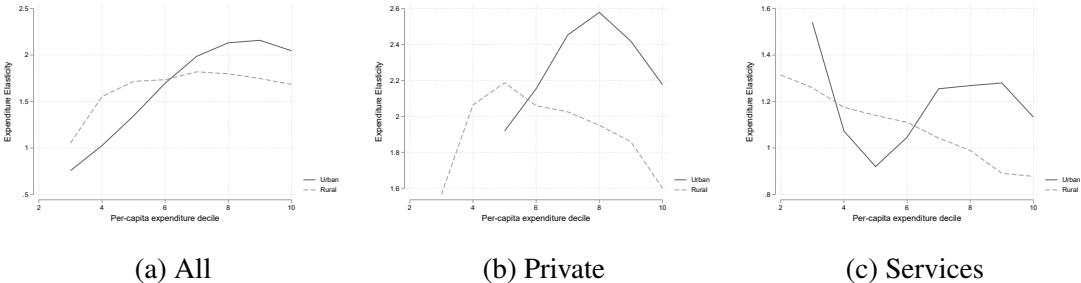 Expenditure Elasticity
2.5
2
1.5
1
.5
2 4 6 8 10
Per-capita expenditure decile
Urban
Rural
(a) All
Expenditure Elasticity
2.6
2.4
2.2
2
1.8
1.6
2 4 6 8 10
Per-capita expenditure decile
Urban
Rural
(b) Private
Expenditure Elasticity
1.6
1.4
1.2
1
.8
2 4 6 8 10
Per-capita expenditure decile
Urban
Rural
(c) Services